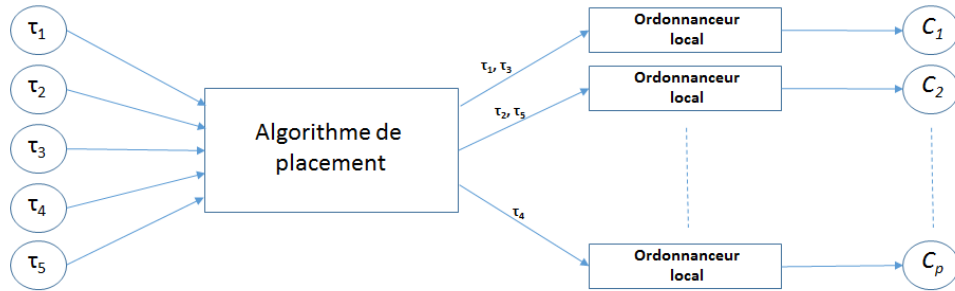 τ1
τ2
τ3
τ4
τ5
Algorithme de
placement
τ1, τ3
τ2, τ5
τ4
Ordonnanceur
local
Ordonnanceur
local
Ordonnanceur
local
C1
C2
Cp